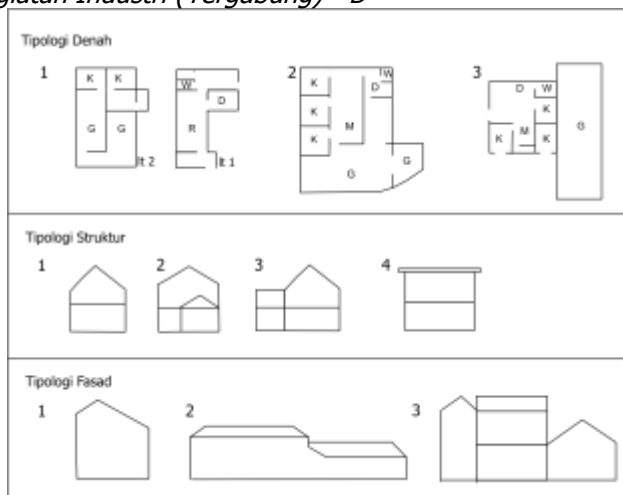 giatan Industri (Tergabung) - D
Tipologi Denah
1 2 3
K K W D K K K M W D G G D W K K M K G
G G R
lt 2 lt 1
Tipologi Struktur
1 2 3 4
Tipologi Fasad
1 2 3